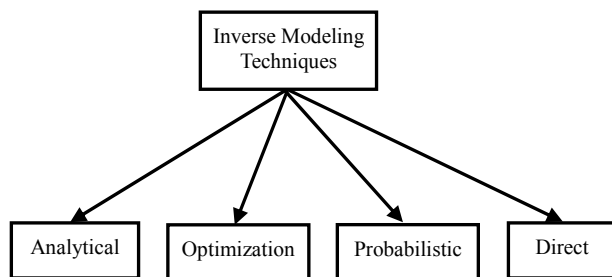 Inverse Modeling
Techniques
Analytical
Optimization
Probabilistic
Direct